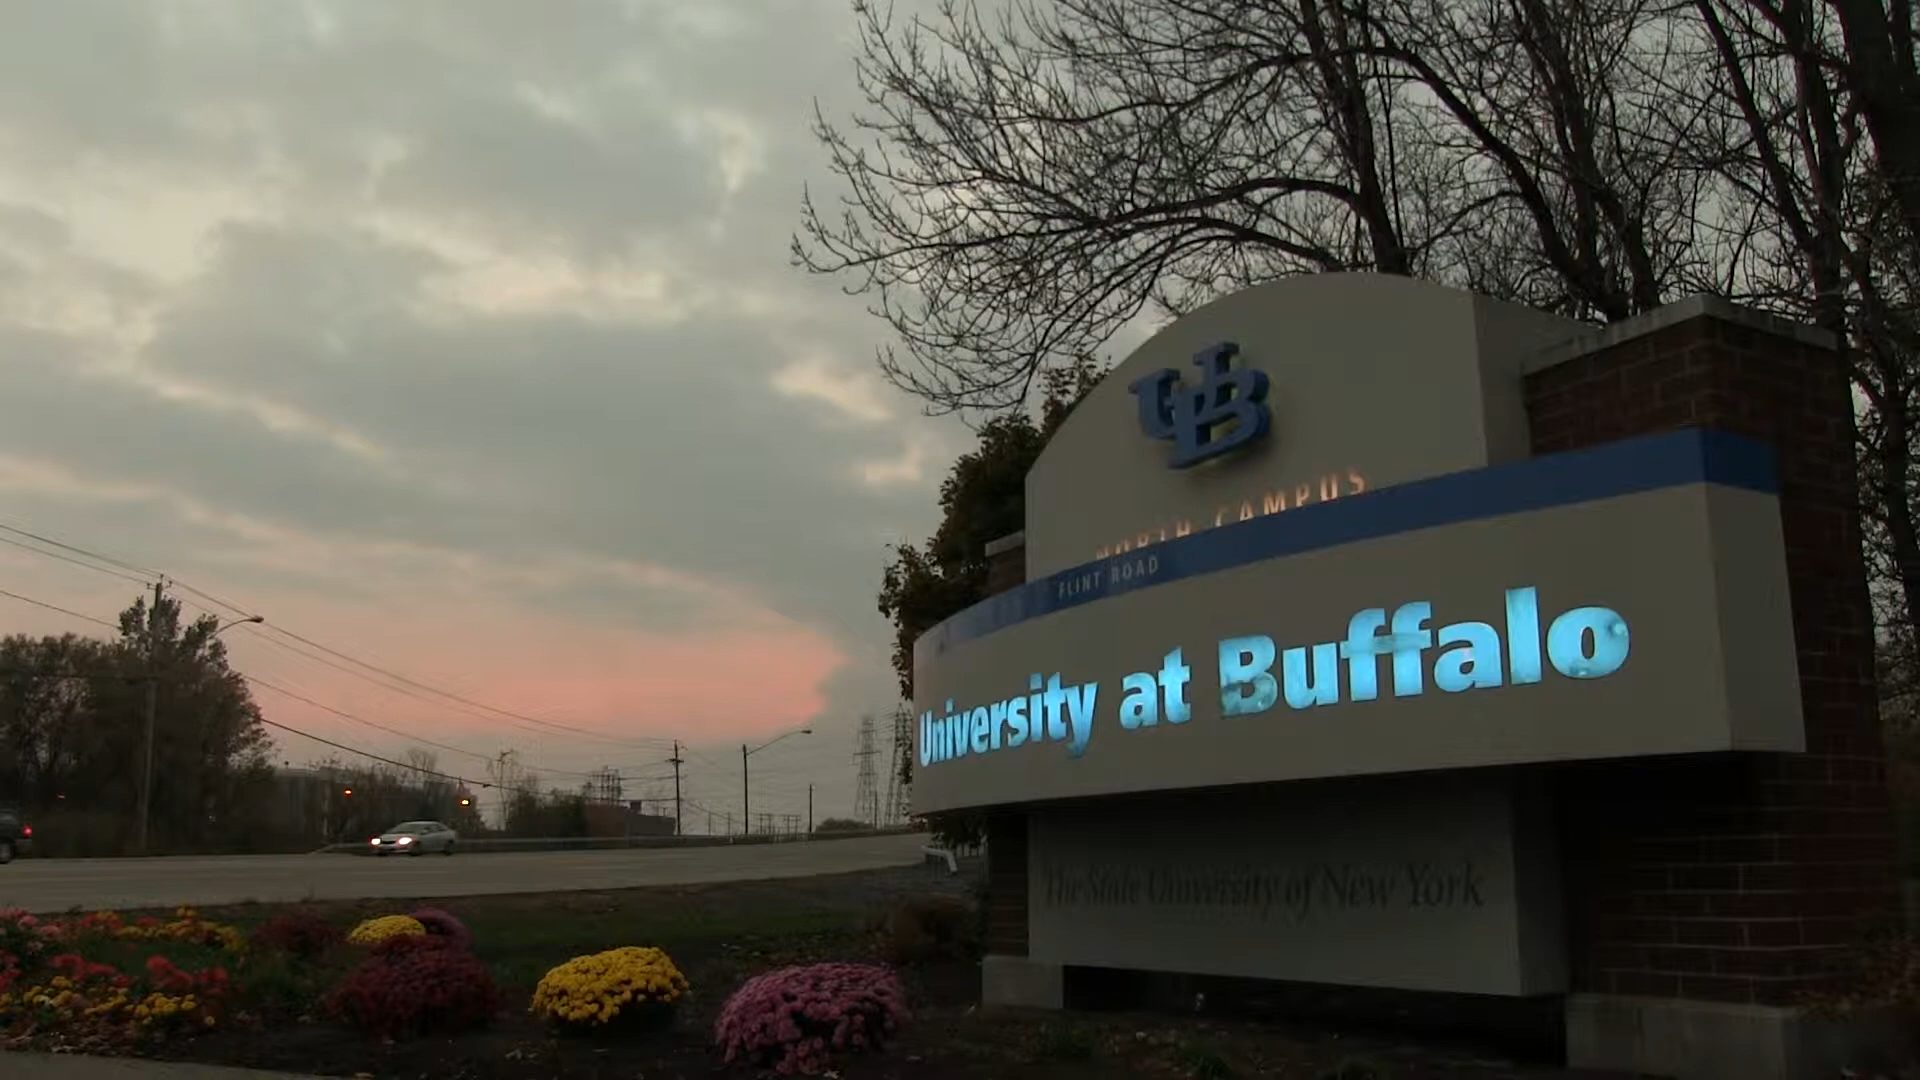 UB
NORTH CAMPUS
FLINT ROAD
University at Buffalo
The State University of New York